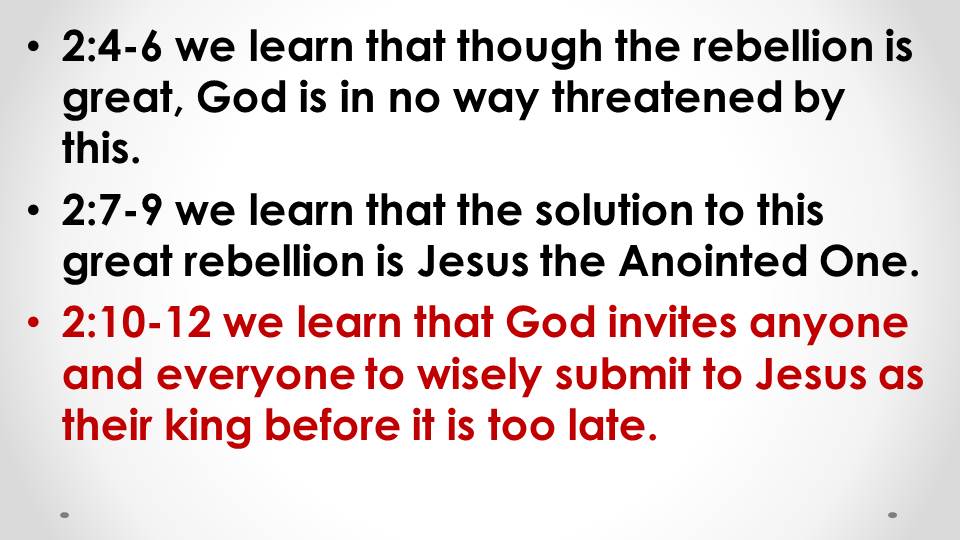 • 2:4-6 we learn that though the rebellion is
great, God is in no way threatened by
this.
• 2:7-9 we learn that the solution to this
great rebellion is Jesus the Anointed One.
• 2:10-12 we learn that God invites anyone
and everyone to wisely submit to Jesus as
their king before it is too late.